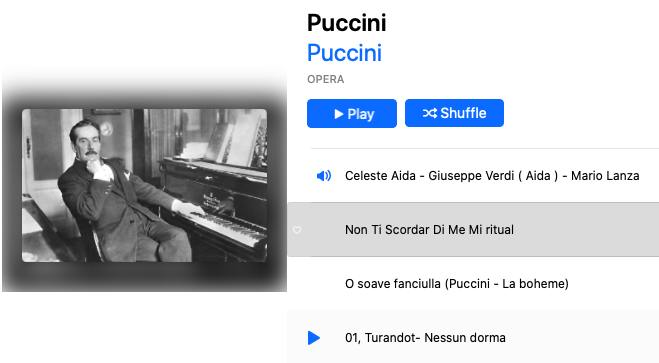 Puccini
Puccini
OPERA
Play
Shuffle
Celeste Aida - Giuseppe Verdi ( Aida ) - Mario Lanza
Non Ti Scordar Di Me Mi ritual
O soave fanciulla (Puccini - La boheme)
01, Turandot- Nessun dorma